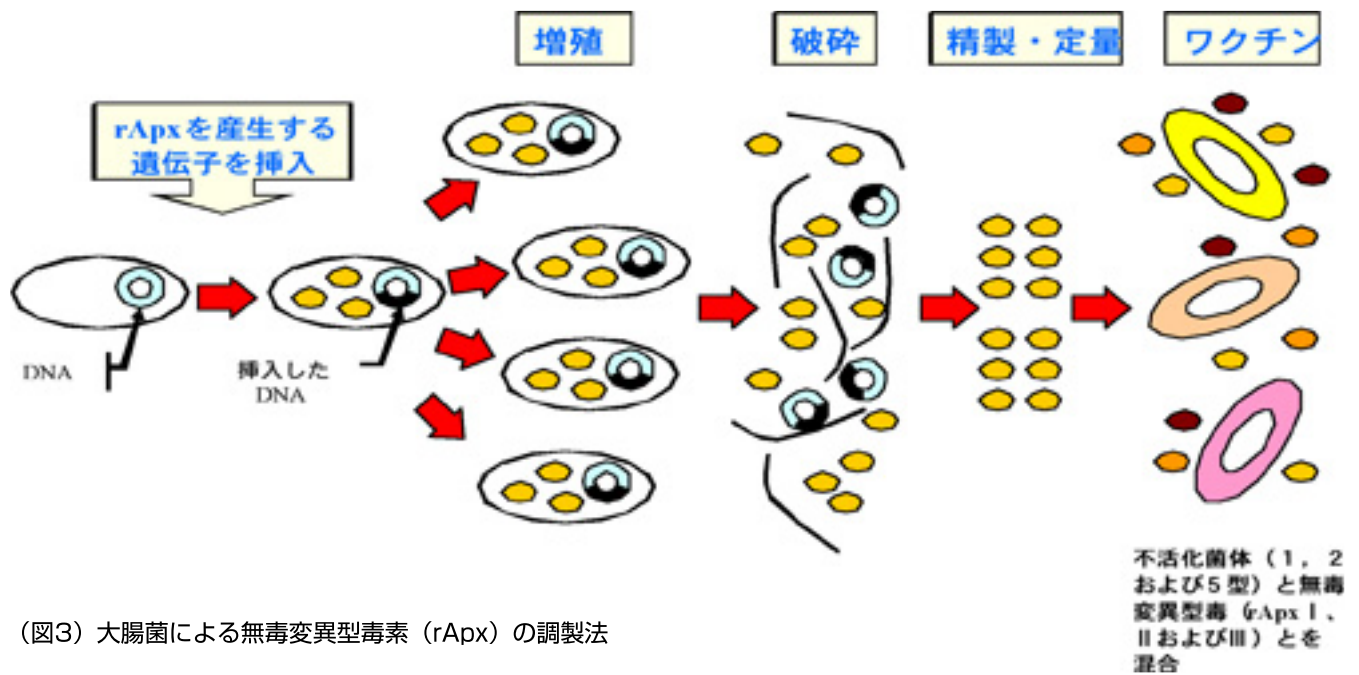 増殖
破砕
精製・定量
ワクチン
rApxを産生する
遺伝子を挿入
DNA
挿入した
DNA
不活化菌体（１，２
および５型）と無毒
変異型毒（rApxⅠ、
ⅡおよびⅢ）とを
混合
（図3）大腸菌による無毒変異型毒素（rApx）の調製法